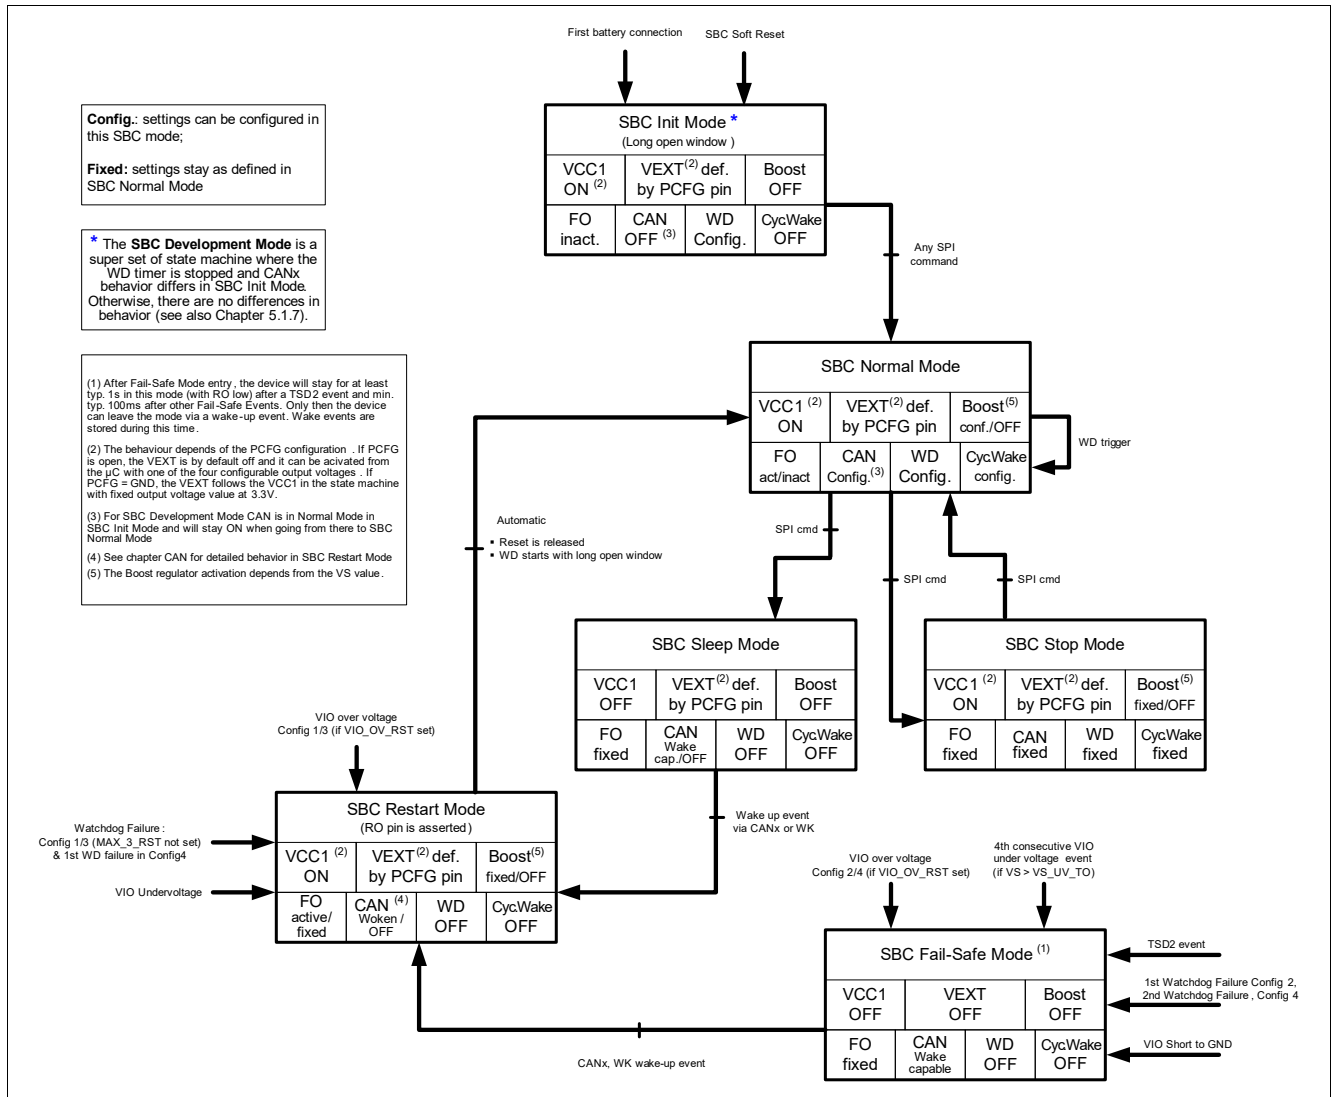 First battery connection
SBC Soft Reset
Config.: settings can be configured in
this SBC mode;
Fixed: settings stay as defined in
SBC Normal Mode
* The SBC Development Mode is a
super set of state machine where the
WD timer is stopped and CANx
behavior differs in SBC Init Mode.
Otherwise, there are no differences in
behavior (see also Chapter 5.1.7).
(1) After Fail-Safe Mode entry , the device will stay for at least
typ. 1s in this mode (with RO low) after a TSD2 event and min.
typ. 100ms after other Fail-Safe Events. Only then the device
can leave the mode via a wake-up event. Wake events are
stored during this time .
(2) The behaviour depends of the PCFG configuration . If PCFG
is open, the VEXT is by default off and it can be acivated from
the µC with one of the four configurable output voltages . If
PCFG = GND, the VEXT follows the VCC1 in the state machine
with fixed output voltage value at 3.3V.
(3) For SBC Development Mode CAN is in Normal Mode in
SBC Init Mode and will stay ON when going from there to SBC
Normal Mode
(4) See chapter CAN for detailed behavior in SBC Restart Mode
(5) The Boost regulator activation depends from the VS value .
SBC Init Mode *
(Long open window )
VCC1
ON (2)
VEXT(2) def.
by PCFG pin
Boost
OFF
FO
inact.
CAN
OFF (3)
WD
Config.
Cyc.Wake
OFF
Any SPI
command
SBC Normal Mode
VCC1 (2)
ON
VEXT(2) def.
by PCFG pin
Boost(5)
conf./OFF
FO
act/inact
CAN
Config.(3)
WD
Config.
Cyc.Wake
config.
WD trigger
Automatic
▪ Reset is released
▪ WD starts with long open window
SPI cmd
SPI cmd
SPI cmd
SBC Sleep Mode
VCC1
OFF
VEXT(2) def.
by PCFG pin
Boost
OFF
FO
fixed
CAN
Wake
cap./OFF
WD
OFF
Cyc.Wake
OFF
SBC Stop Mode
VCC1 (2)
ON
VEXT(2) def.
by PCFG pin
Boost(5)
fixed/OFF
FO
fixed
CAN
fixed
WD
fixed
Cyc.Wake
fixed
VIO over voltage
Config 1/3 (if VIO_OV_RST set)
Watchdog Failure :
Config 1/3 (MAX_3_RST not set)
& 1st WD failure in Config4
VIO Undervoltage
SBC Restart Mode
(RO pin is asserted )
VCC1 (2)
ON
VEXT(2) def.
by PCFG pin
Boost(5)
fixed/OFF
FO
active/
fixed
CAN (4)
Woken /
OFF
WD
OFF
Cyc.Wake
OFF
Wake up event
via CANx or WK
VIO over voltage
Config 2/4 (if VIO_OV_RST set)
4th consecutive VIO
under voltage event
(if VS > VS_UV_TO)
SBC Fail-Safe Mode (1)
VCC1
OFF
VEXT
OFF
Boost
OFF
FO
fixed
CAN
Wake
capable
WD
OFF
Cyc.Wake
OFF
TSD2 event
1st Watchdog Failure Config 2,
2nd Watchdog Failure , Config 4
VIO Short to GND
CANx, WK wake-up event